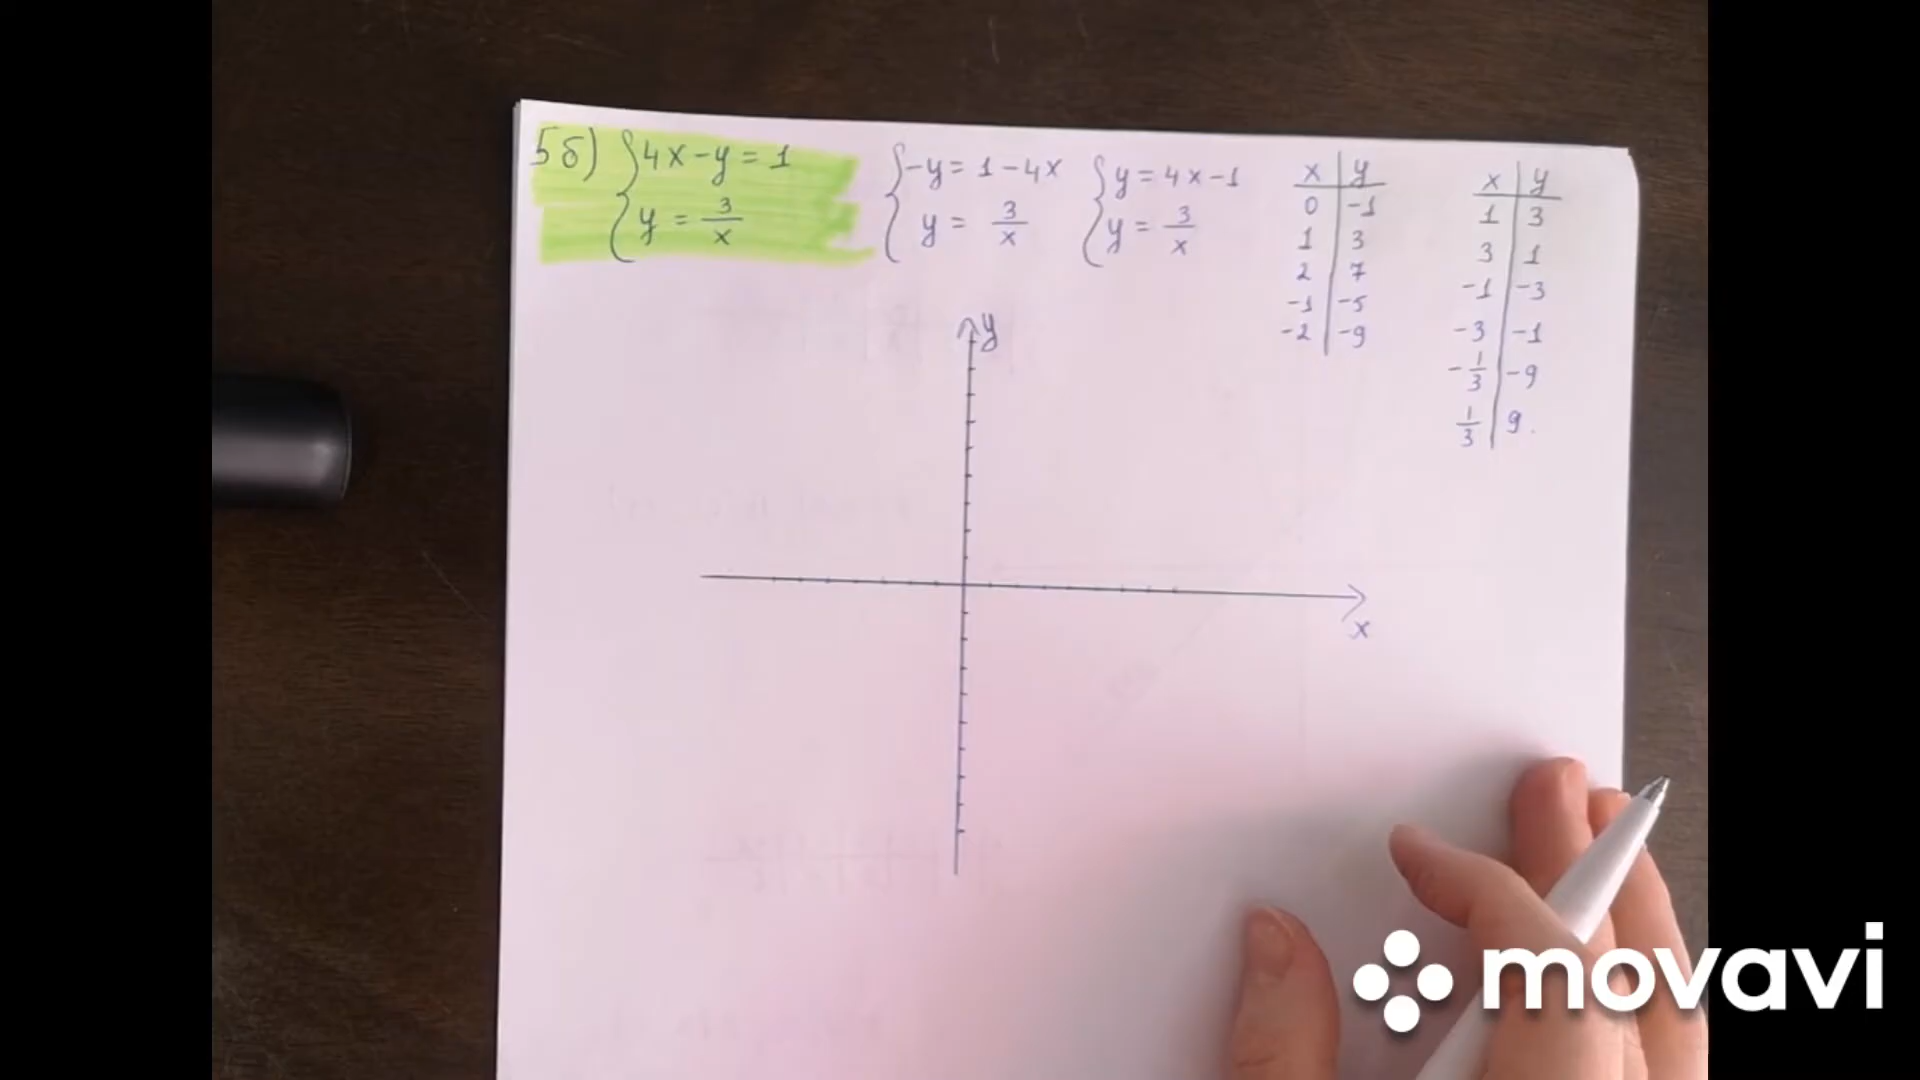 5б) { 4x - y = 1
y = 3/x
{ -y = 1 - 4x
y = 3/x
{ y = 4x - 1
y = 3/x
x | y
0 | -1
1 | 3
2 | 7
-1 | -5
-2 | -9
x | y
1 | 3
3 | 1
-1 | -3
-3 | -1
-1/3 | -9
1/3 | 9.
y
x
movavi